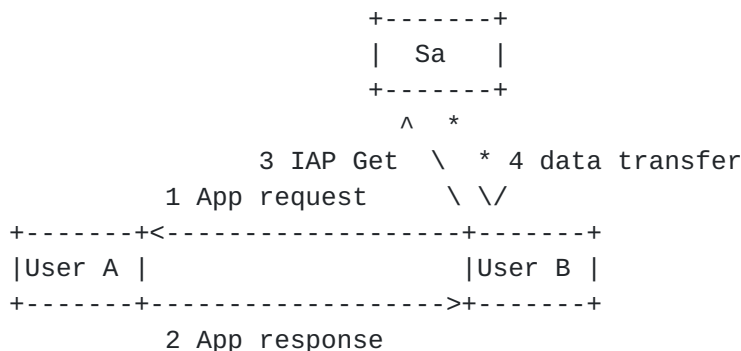 +-------+
|  Sa   |
+-------+
^  *
3 IAP Get  \  * 4 data transfer
1 App request     \ \/
+-------+<-------------------+-------+
|User A |                    |User B |
+-------+------------------->+-------+
2 App response